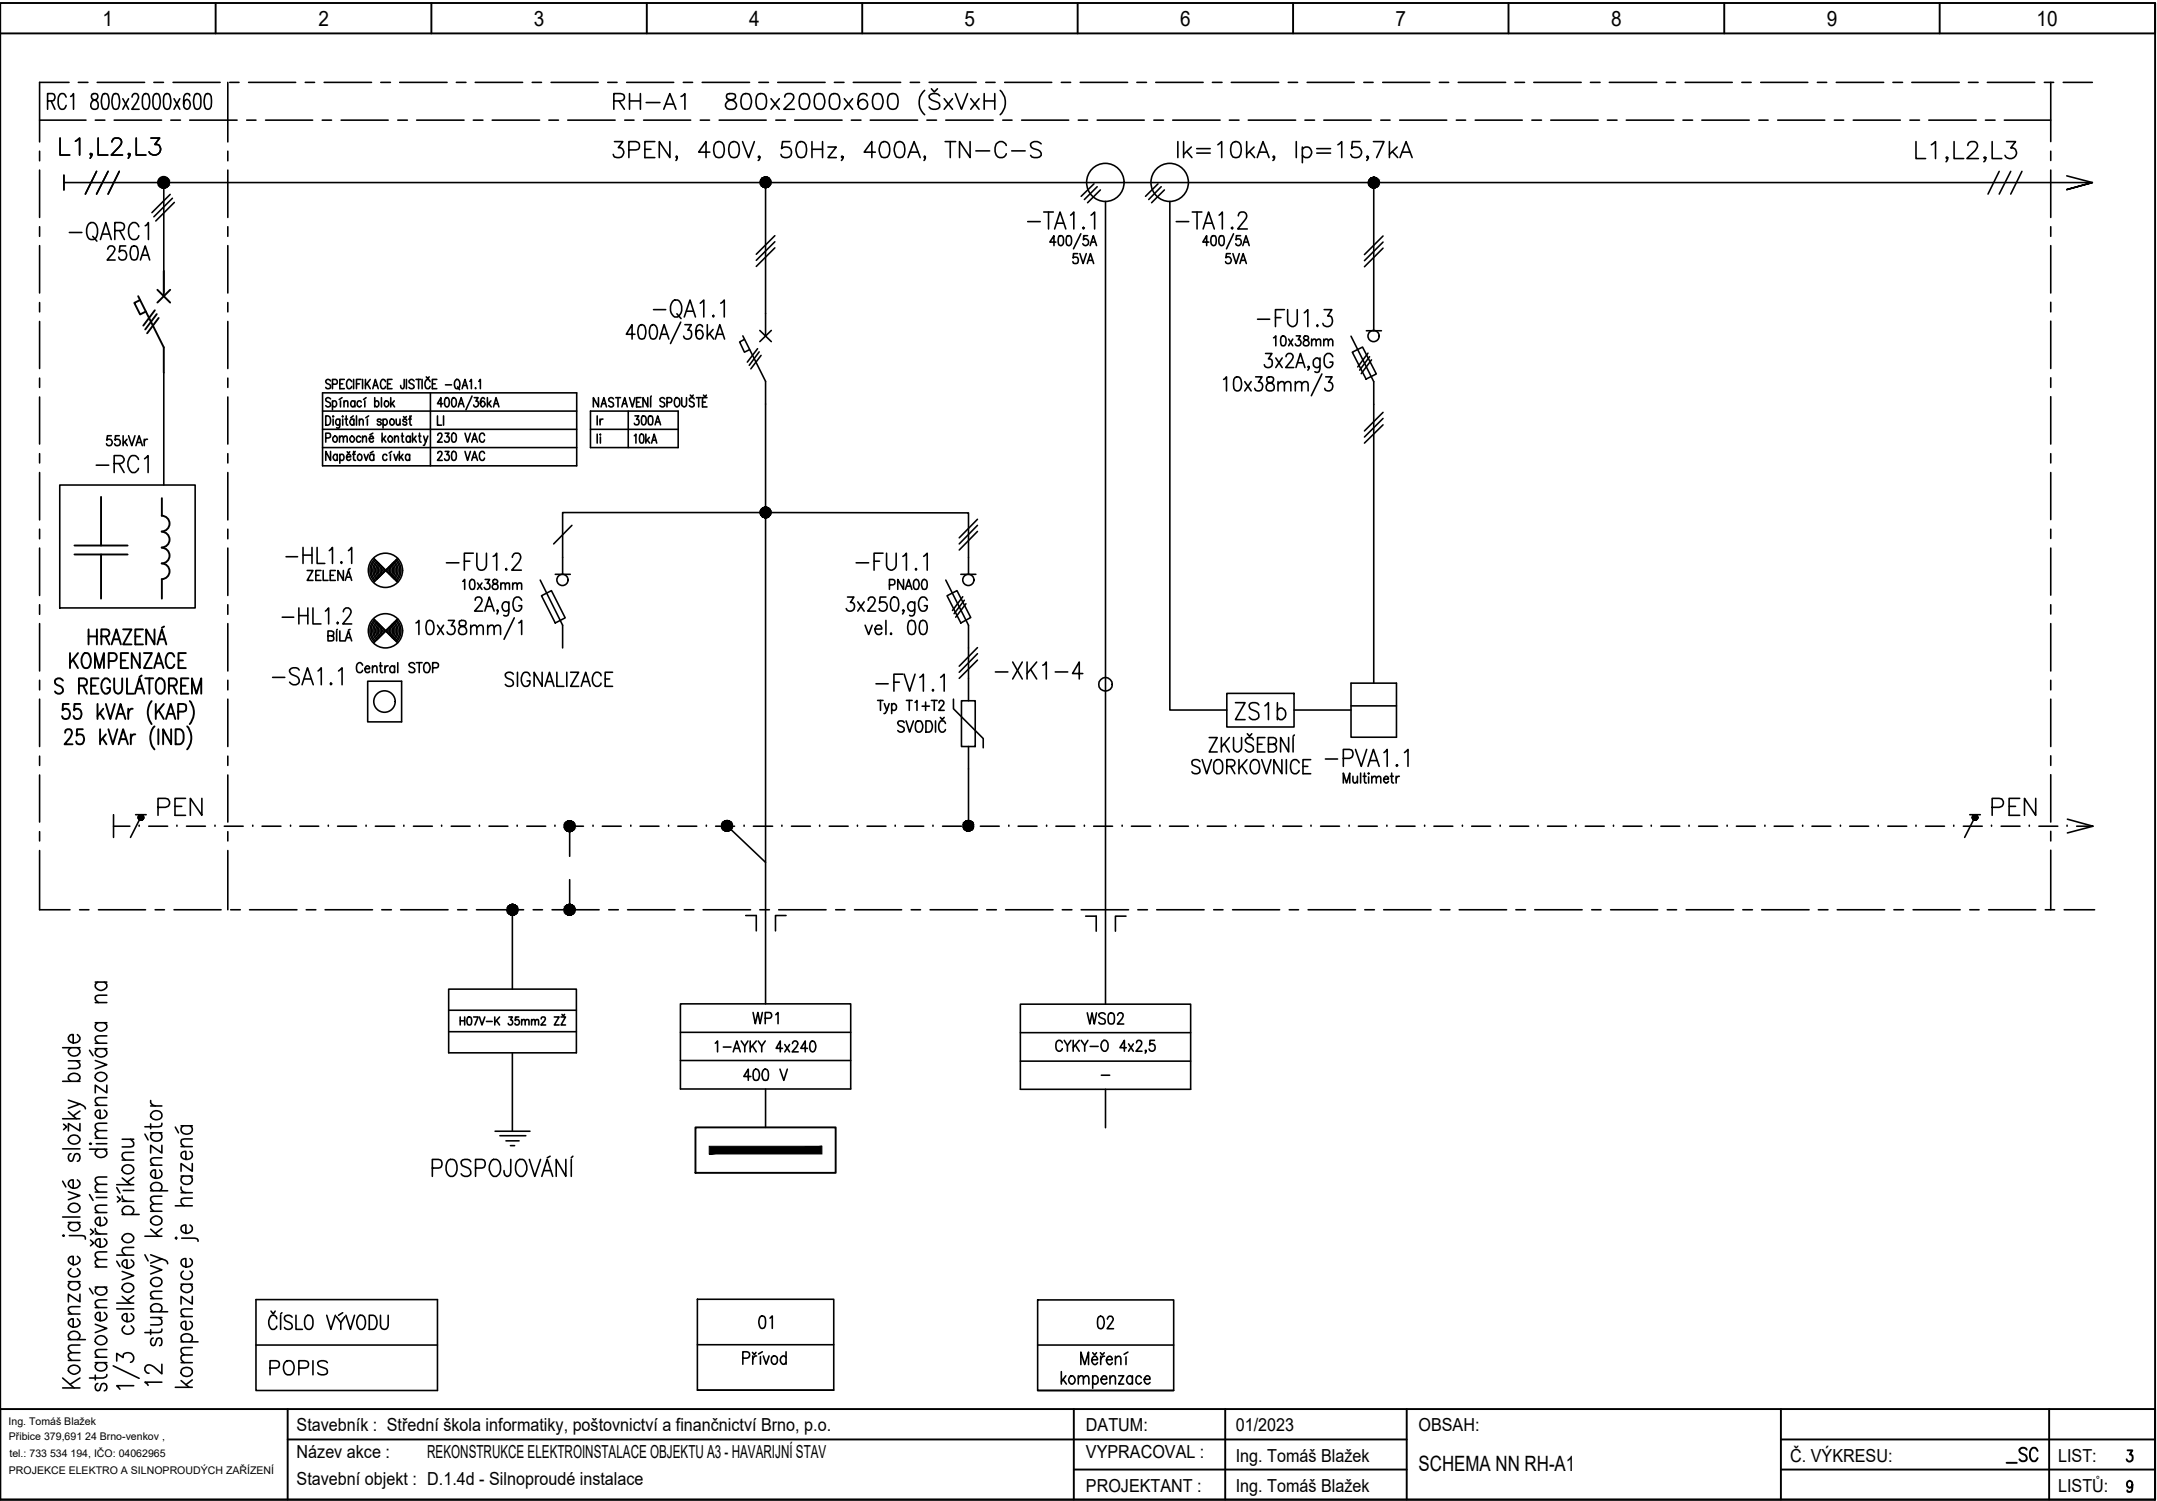 1 2 3 4 5 6 7 8 9 10
RC1 800x2000x600
RH-A1 800x2000x600 (ŠxVxH)
L1,L2,L3
3PEN, 400V, 50Hz, 400A, TN-C-S
Ik=10kA, Ip=15,7kA
L1,L2,L3
-QARC1
250A
-TA1.1
400/5A
5VA
-TA1.2
400/5A
5VA
-QA1.1
400A/36kA
-FU1.3
10x38mm
3x2A,gG
10x38mm/3
SPECIFIKACE JISTIČE -QA1.1
Spínací blok 400A/36kA
Digitální spoušť LI
Pomocné kontakty 230 VAC
Napěťová cívka 230 VAC
NASTAVENÍ SPOUŠTĚ
Ir 300A
Ii 10kA
55kVAr
-RC1
HRAZENÁ
KOMPENZACE
S REGULÁTOREM
55 kVAr (KAP)
25 kVAr (IND)
-HL1.1
ZELENÁ
-HL1.2
BÍLÁ
-SA1.1 Central STOP
-FU1.2
10x38mm
2A,gG
10x38mm/1
SIGNALIZACE
-FU1.1
PNA00
3x250,gG
vel. 00
-FV1.1
Typ T1+T2
SVODIČ
-XK1-4
ZS1b
ZKUŠEBNÍ
SVORKOVNICE
-PVA1.1
Multimetr
PEN
PEN
H07V-K 35mm2 ZŽ
POSPOJOVÁNÍ
WP1
1-AYKY 4x240
400 V
WS02
CYKY-O 4x2,5
-
Kompenzace jalové složky bude
stanovená měřením dimenzována na
1/3 celkového příkonu
12 stupnový kompenzátor
kompenzace je hrazená
ČÍSLO VÝVODU
POPIS
01
Přívod
02
Měření
kompenzace
Ing. Tomáš Blažek
Přibice 379,691 24 Brno-venkov ,
tel.: 733 534 194, IČO: 04062965
PROJEKCE ELEKTRO A SILNOPROUDÝCH ZAŘÍZENÍ
Stavebník : Střední škola informatiky, poštovnictví a finančnictví Brno, p.o.
Název akce : REKONSTRUKCE ELEKTROINSTALACE OBJEKTU A3 - HAVARIJNÍ STAV
Stavební objekt : D.1.4d - Silnoproudé instalace
DATUM: 01/2023
VYPRACOVAL : Ing. Tomáš Blažek
PROJEKTANT : Ing. Tomáš Blažek
OBSAH:
SCHEMA NN RH-A1
Č. VÝKRESU: _SC
LIST: 3
LISTŮ: 9